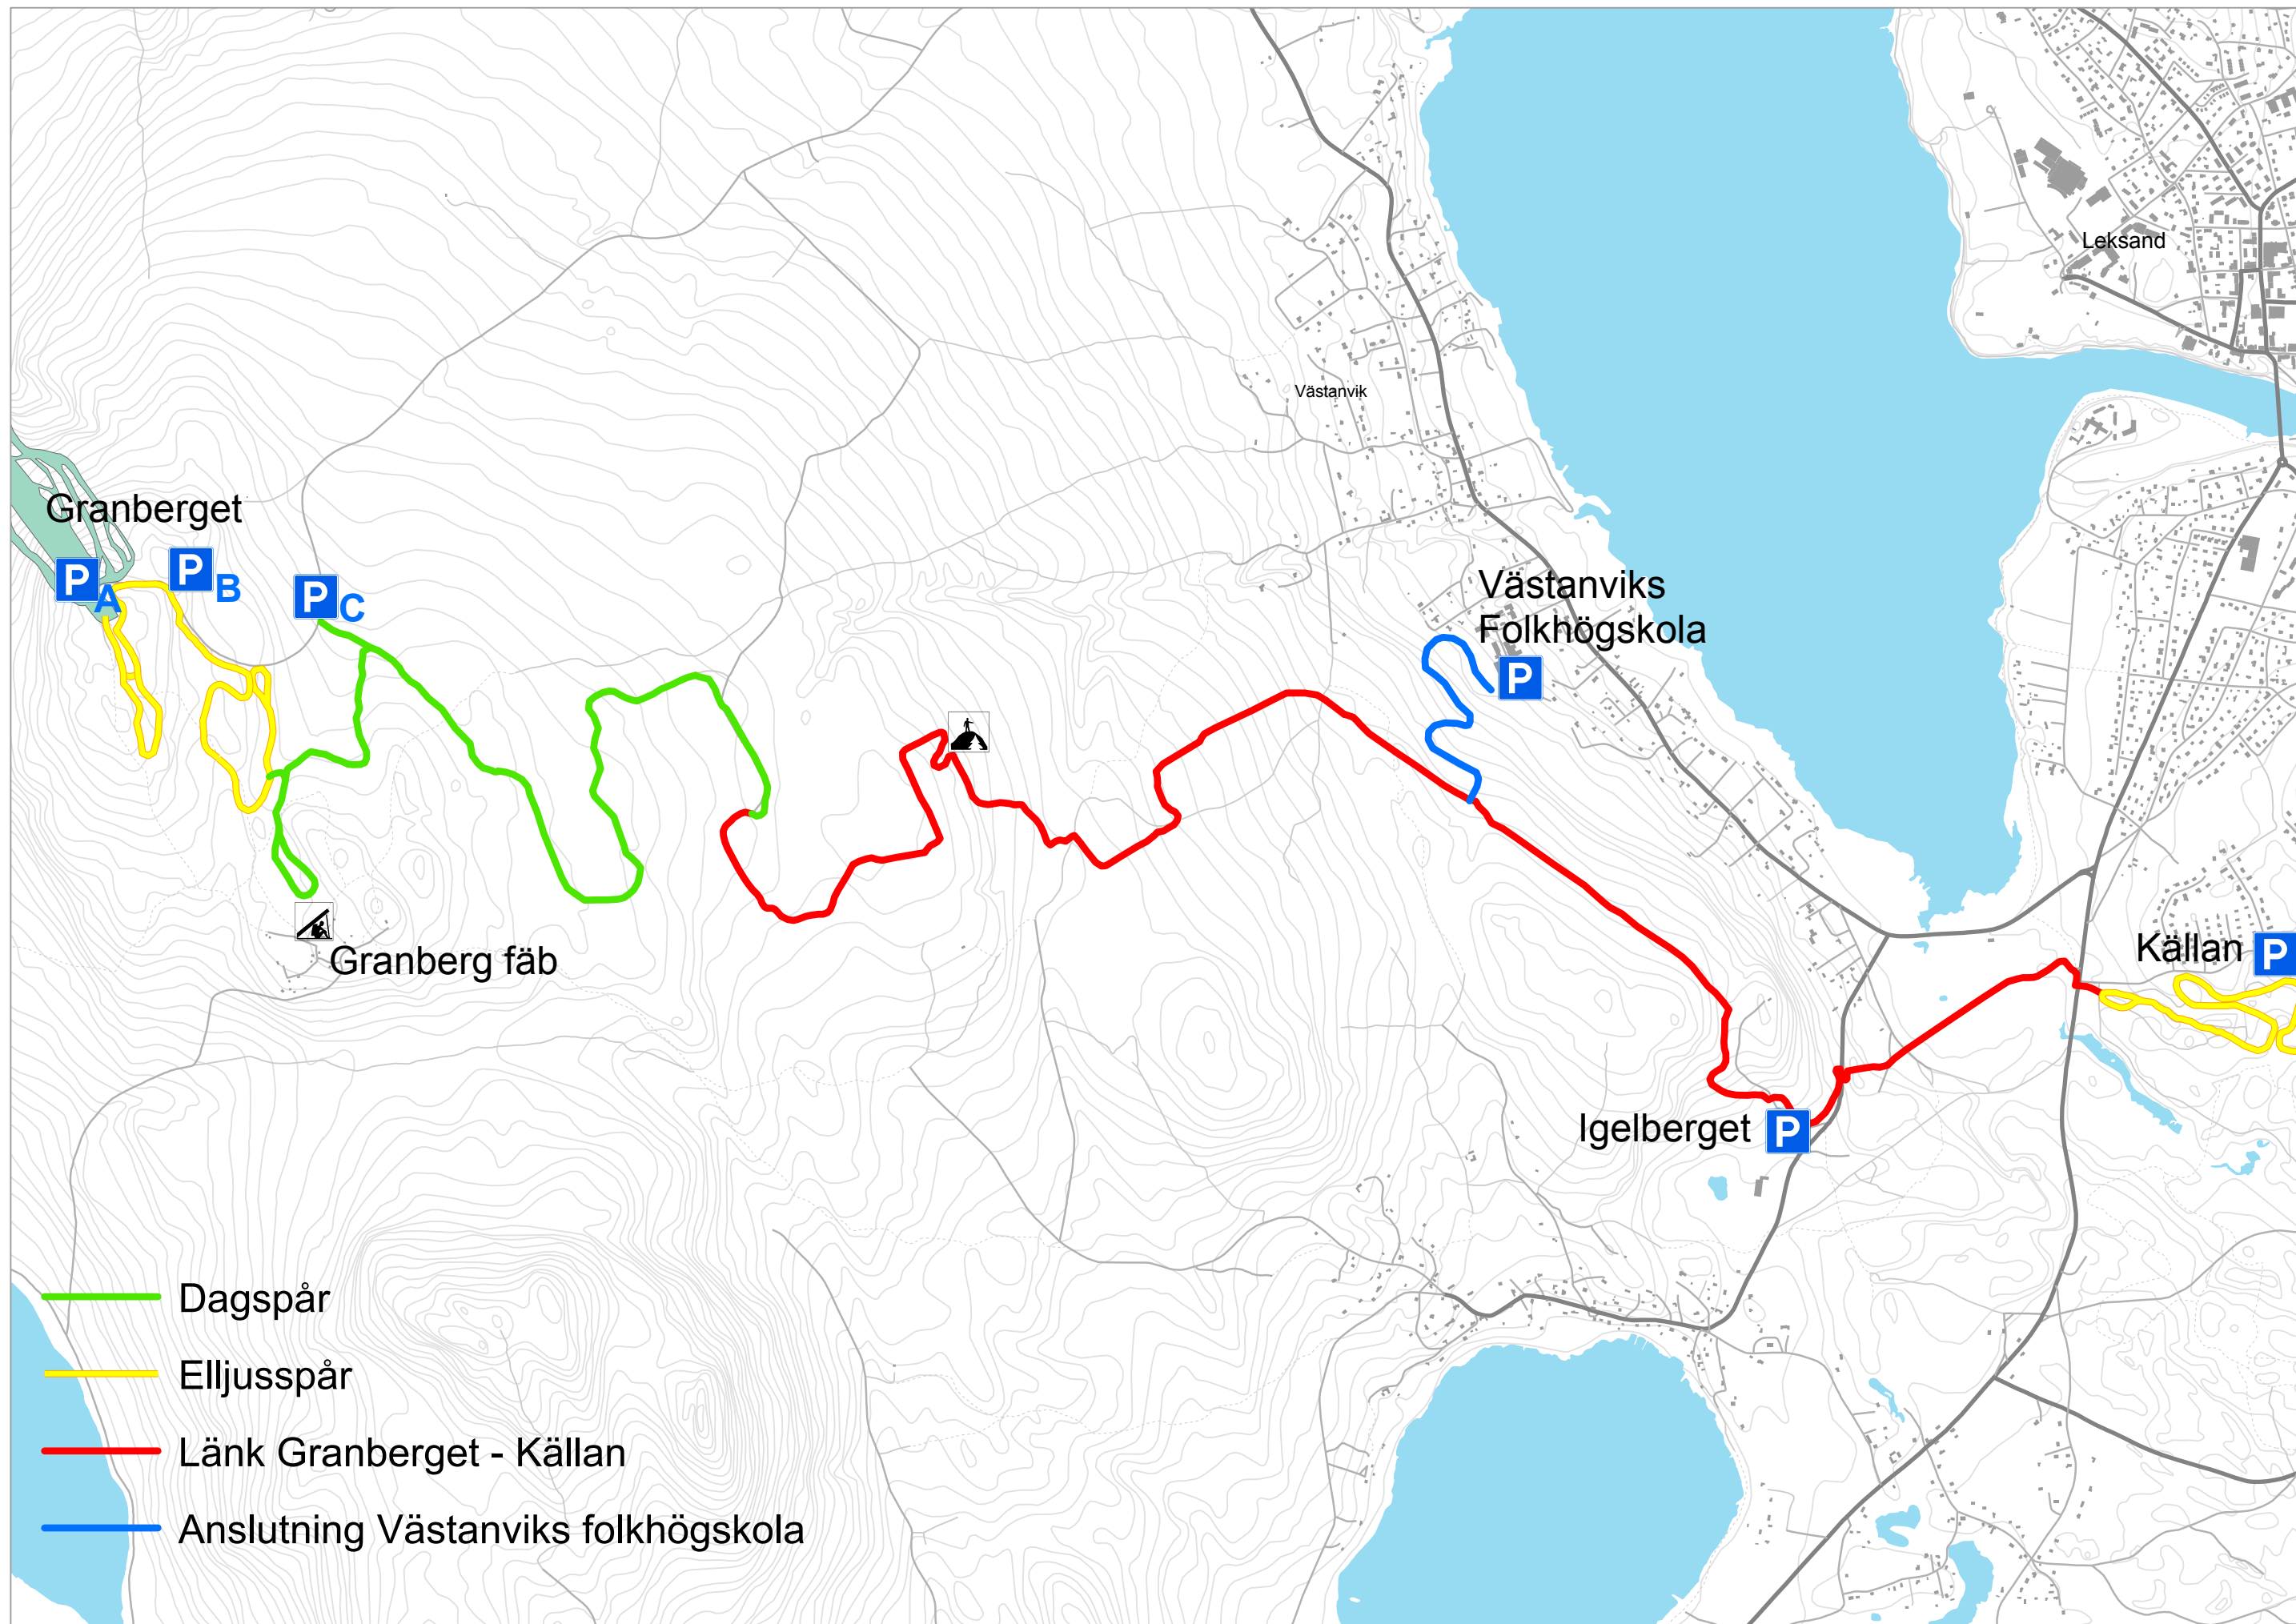 Leksand
Västanvik
Granberget
P
A
P
B
P
C
Västanviks
Folkhögskola
P
Källan
P
Granberg fäb
Igelberget
P
Dagspår
Elljusspår
Länk Granberget - Källan
Anslutning Västanviks folkhögskola